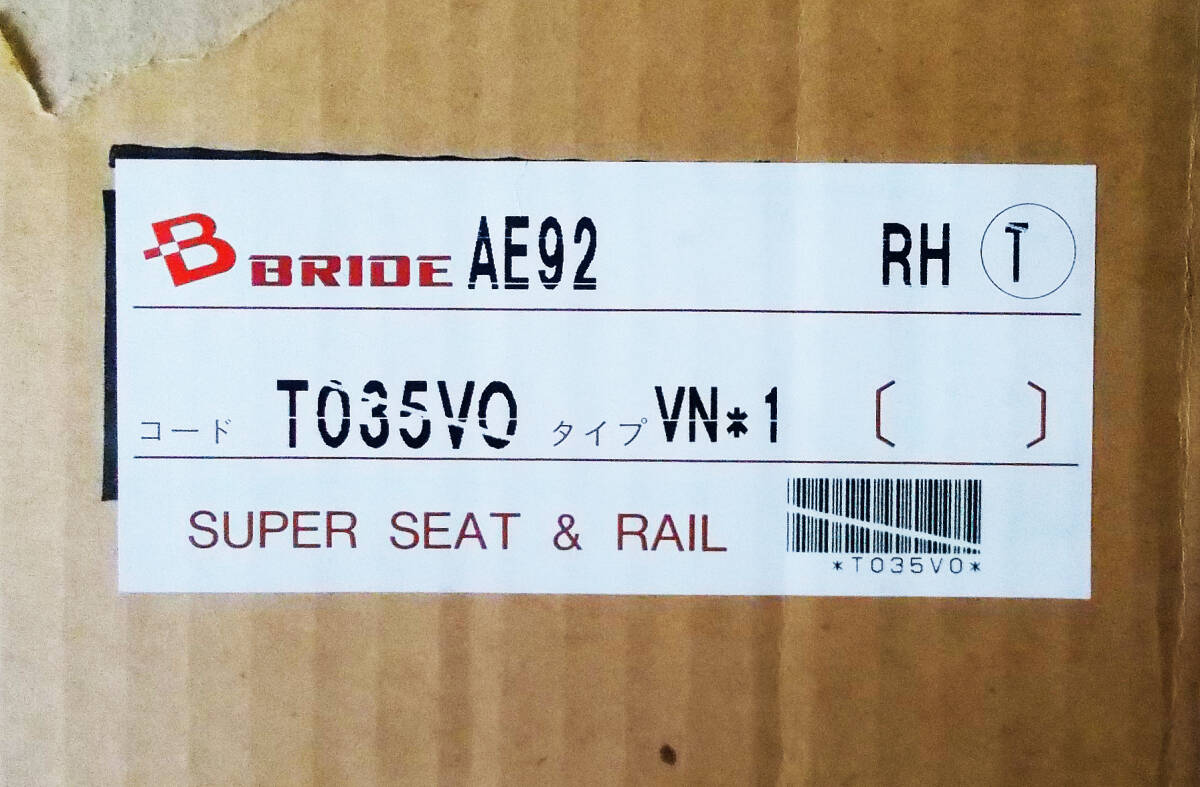 B BRIDE AE92 RH T
コード T035VO タイプ VN*1 〔 〕
SUPER SEAT & RAIL
*T035VO*